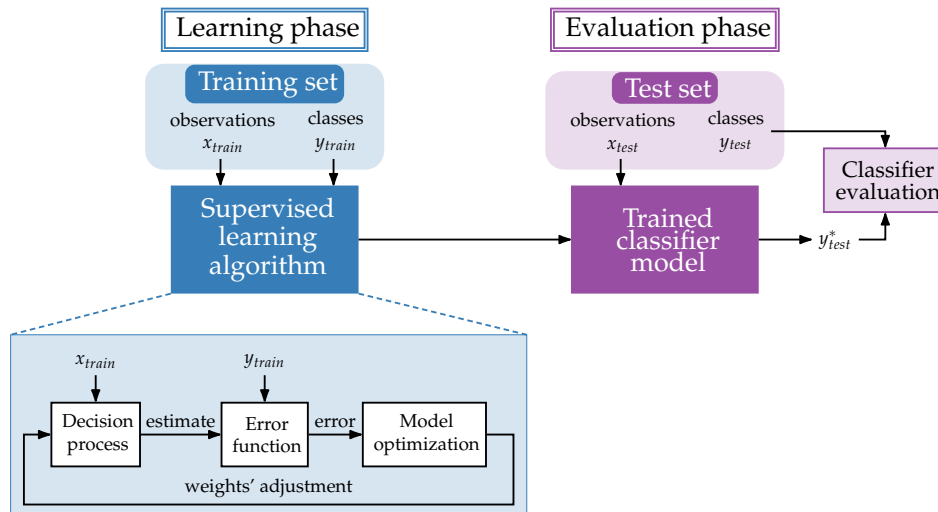 Learning phase
Evaluation phase
Training set
observations
classes
x_train
y_train
Test set
observations
classes
x_test
y_test
Classifier
evaluation
Supervised
learning
algorithm
Trained
classifier
model
y*_test
x_train
y_train
Decision
process
estimate
Error
function
error
Model
optimization
weights' adjustment